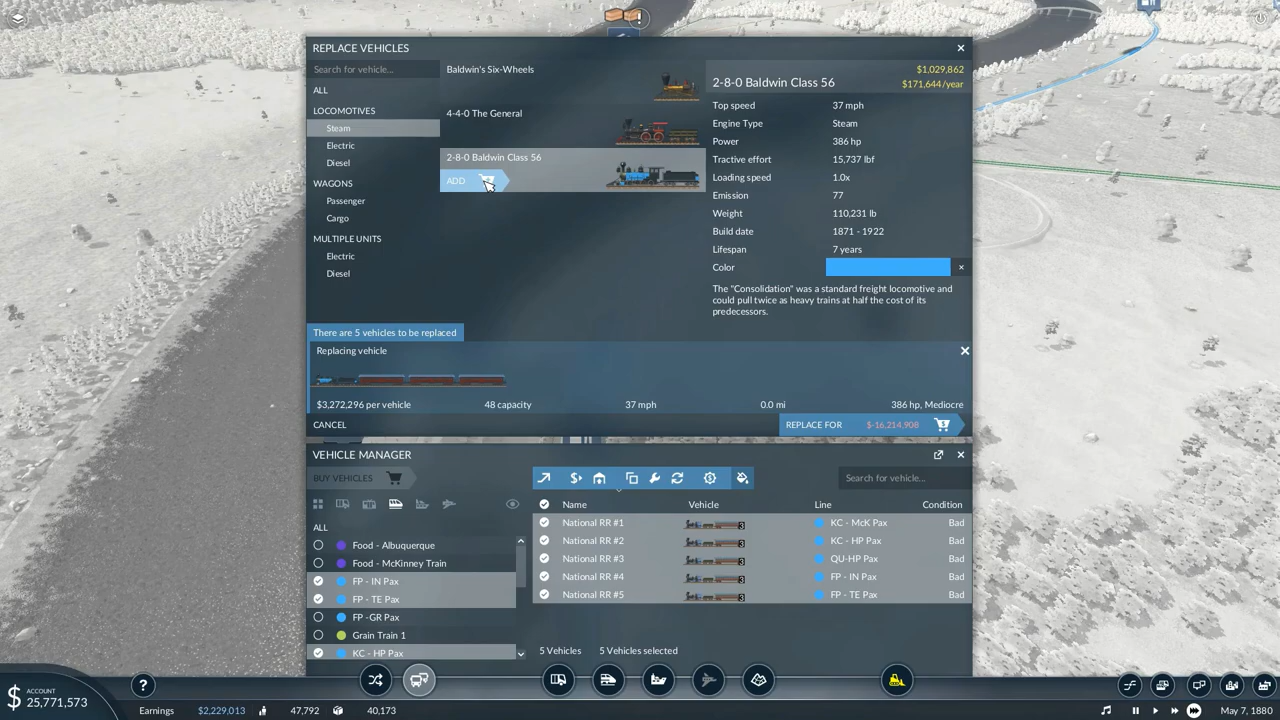 REPLACE VEHICLES
Search for vehicle...
ALL
LOCOMOTIVES
Steam
Electric
Diesel
WAGONS
Passenger
Cargo
MULTIPLE UNITS
Electric
Diesel
Baldwin's Six-Wheels
4-4-0 The General
2-8-0 Baldwin Class 56
ADD
$1,029,862
2-8-0 Baldwin Class 56 $171,644/year
Top speed 37 mph
Engine Type Steam
Power 386 hp
Tractive effort 15,737 lbf
Loading speed 1.0x
Emission 77
Weight 110,231 lb
Build date 1871 - 1922
Lifespan 7 years
Color
The "Consolidation" was a standard freight locomotive and
could pull twice as heavy trains at half the cost of its
predecessors.
There are 5 vehicles to be replaced
Replacing vehicle
$3,272,296 per vehicle 48 capacity 37 mph 0.0 mi 386 hp, Mediocre
CANCEL REPLACE FOR $-16,214,908
VEHICLE MANAGER
BUY VEHICLES
Search for vehicle...
ALL
Food - Albuquerque
Food - McKinney Train
FP - IN Pax
FP - TE Pax
FP -GR Pax
Grain Train 1
KC - HP Pax
Name Vehicle Line Condition
National RR #1 3 KC - McK Pax Bad
National RR #2 3 KC - HP Pax Bad
National RR #3 3 QU-HP Pax Bad
National RR #4 3 FP - IN Pax Bad
National RR #5 3 FP - TE Pax Bad
5 Vehicles 5 Vehicles selected
$ ACCOUNT
25,771,573
?
Earnings $2,229,013 47,792 40,173
May 7, 1880